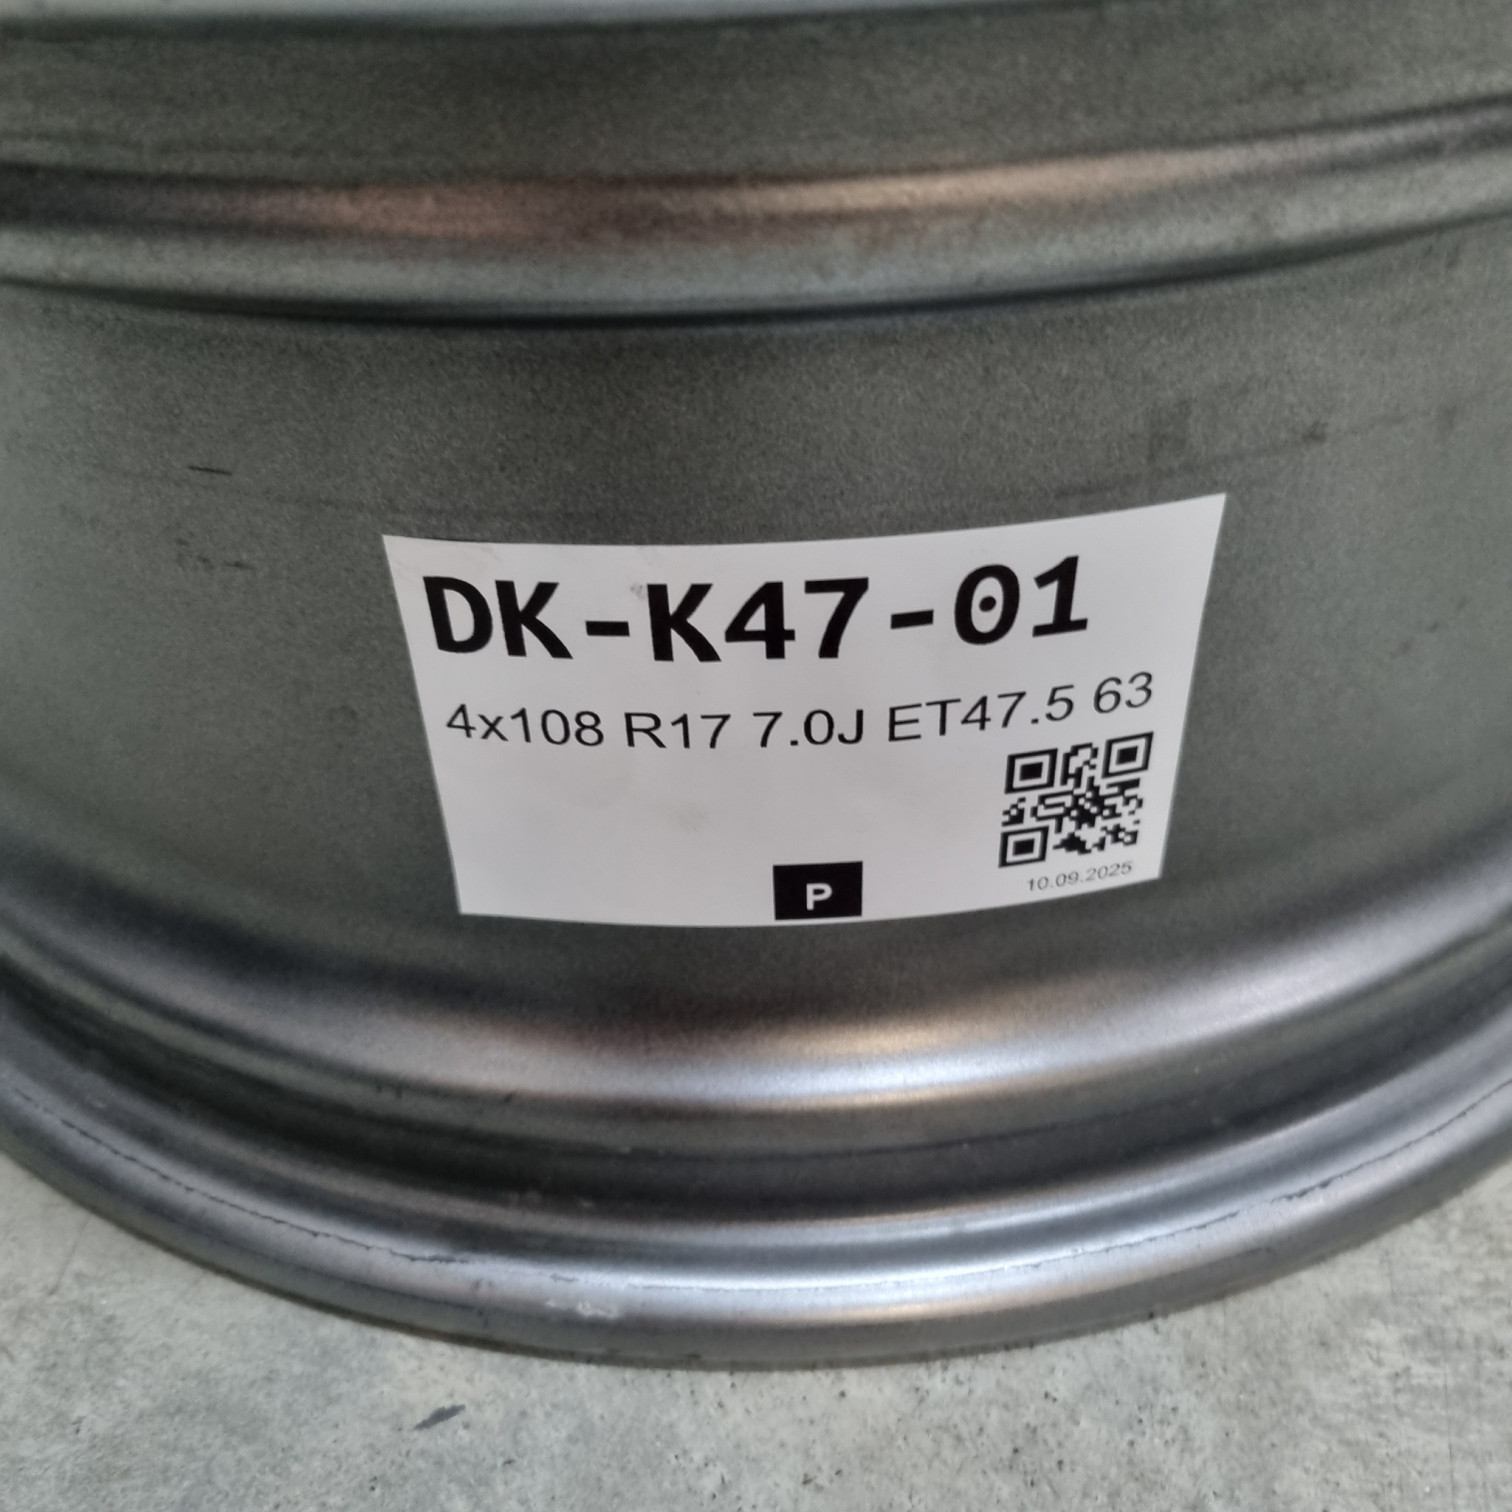 DK-K47-01
4x108 R17 7.0J ET47.5 63
10.09.2025
P